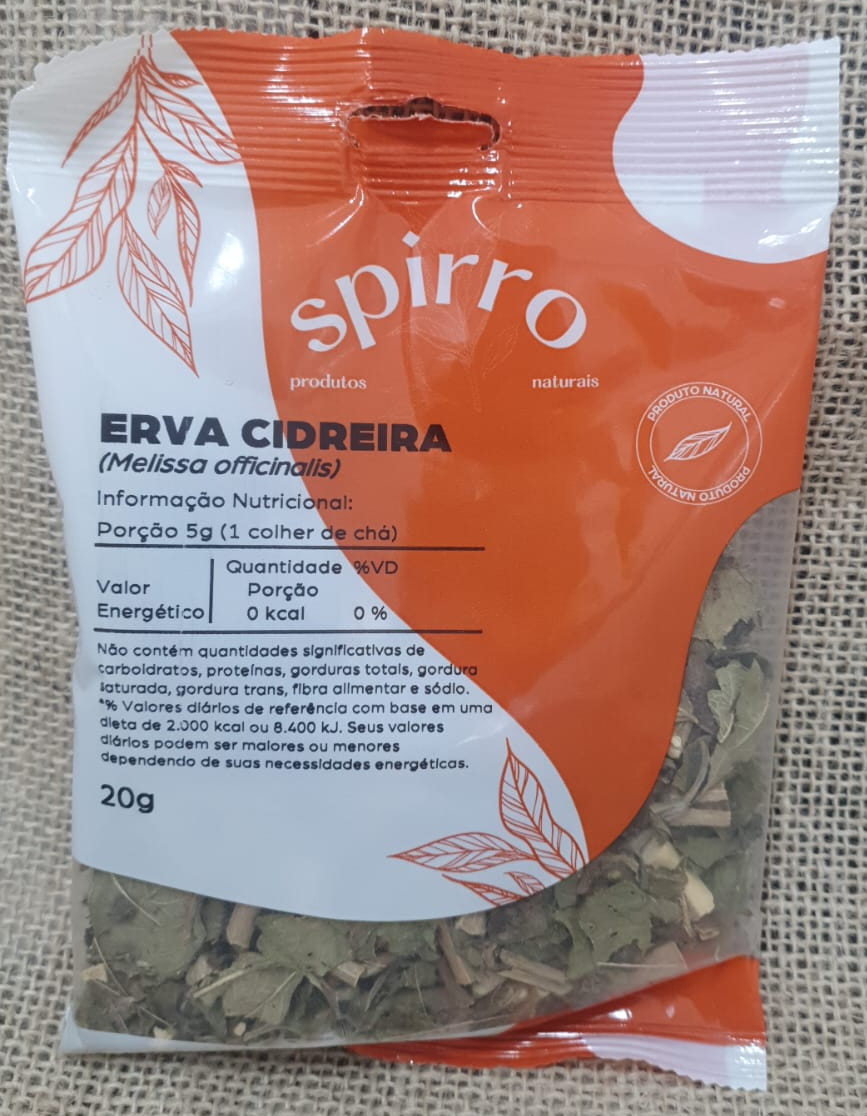 spirro
produtos naturais
PRODUTO NATURAL
PRODUTO NATURAL
ERVA CIDREIRA
(Melissa officinalis)
Informação Nutricional:
Porção 5g (1 colher de chá)
Quantidade %VD
Valor Porção
Energético 0 kcal 0 %
Não contém quantidades significativas de
carboidratos, proteínas, gorduras totais, gordura
saturada, gordura trans, fibra alimentar e sódio.
*% Valores diários de referência com base em uma
dieta de 2.000 kcal ou 8.400 kJ. Seus valores
diários podem ser maiores ou menores
dependendo de suas necessidades energéticas.
20g